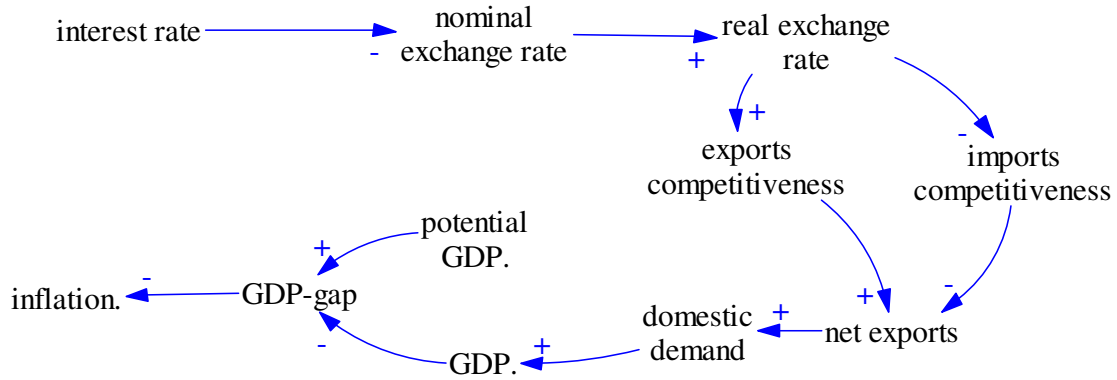 interest rate
-
nominal
exchange rate
+
real exchange
rate
+
-
exports
competitiveness
imports
competitiveness
potential
GDP.
+
-
inflation.
GDP-gap
-
GDP.
+
domestic
demand
+
net exports
+
-